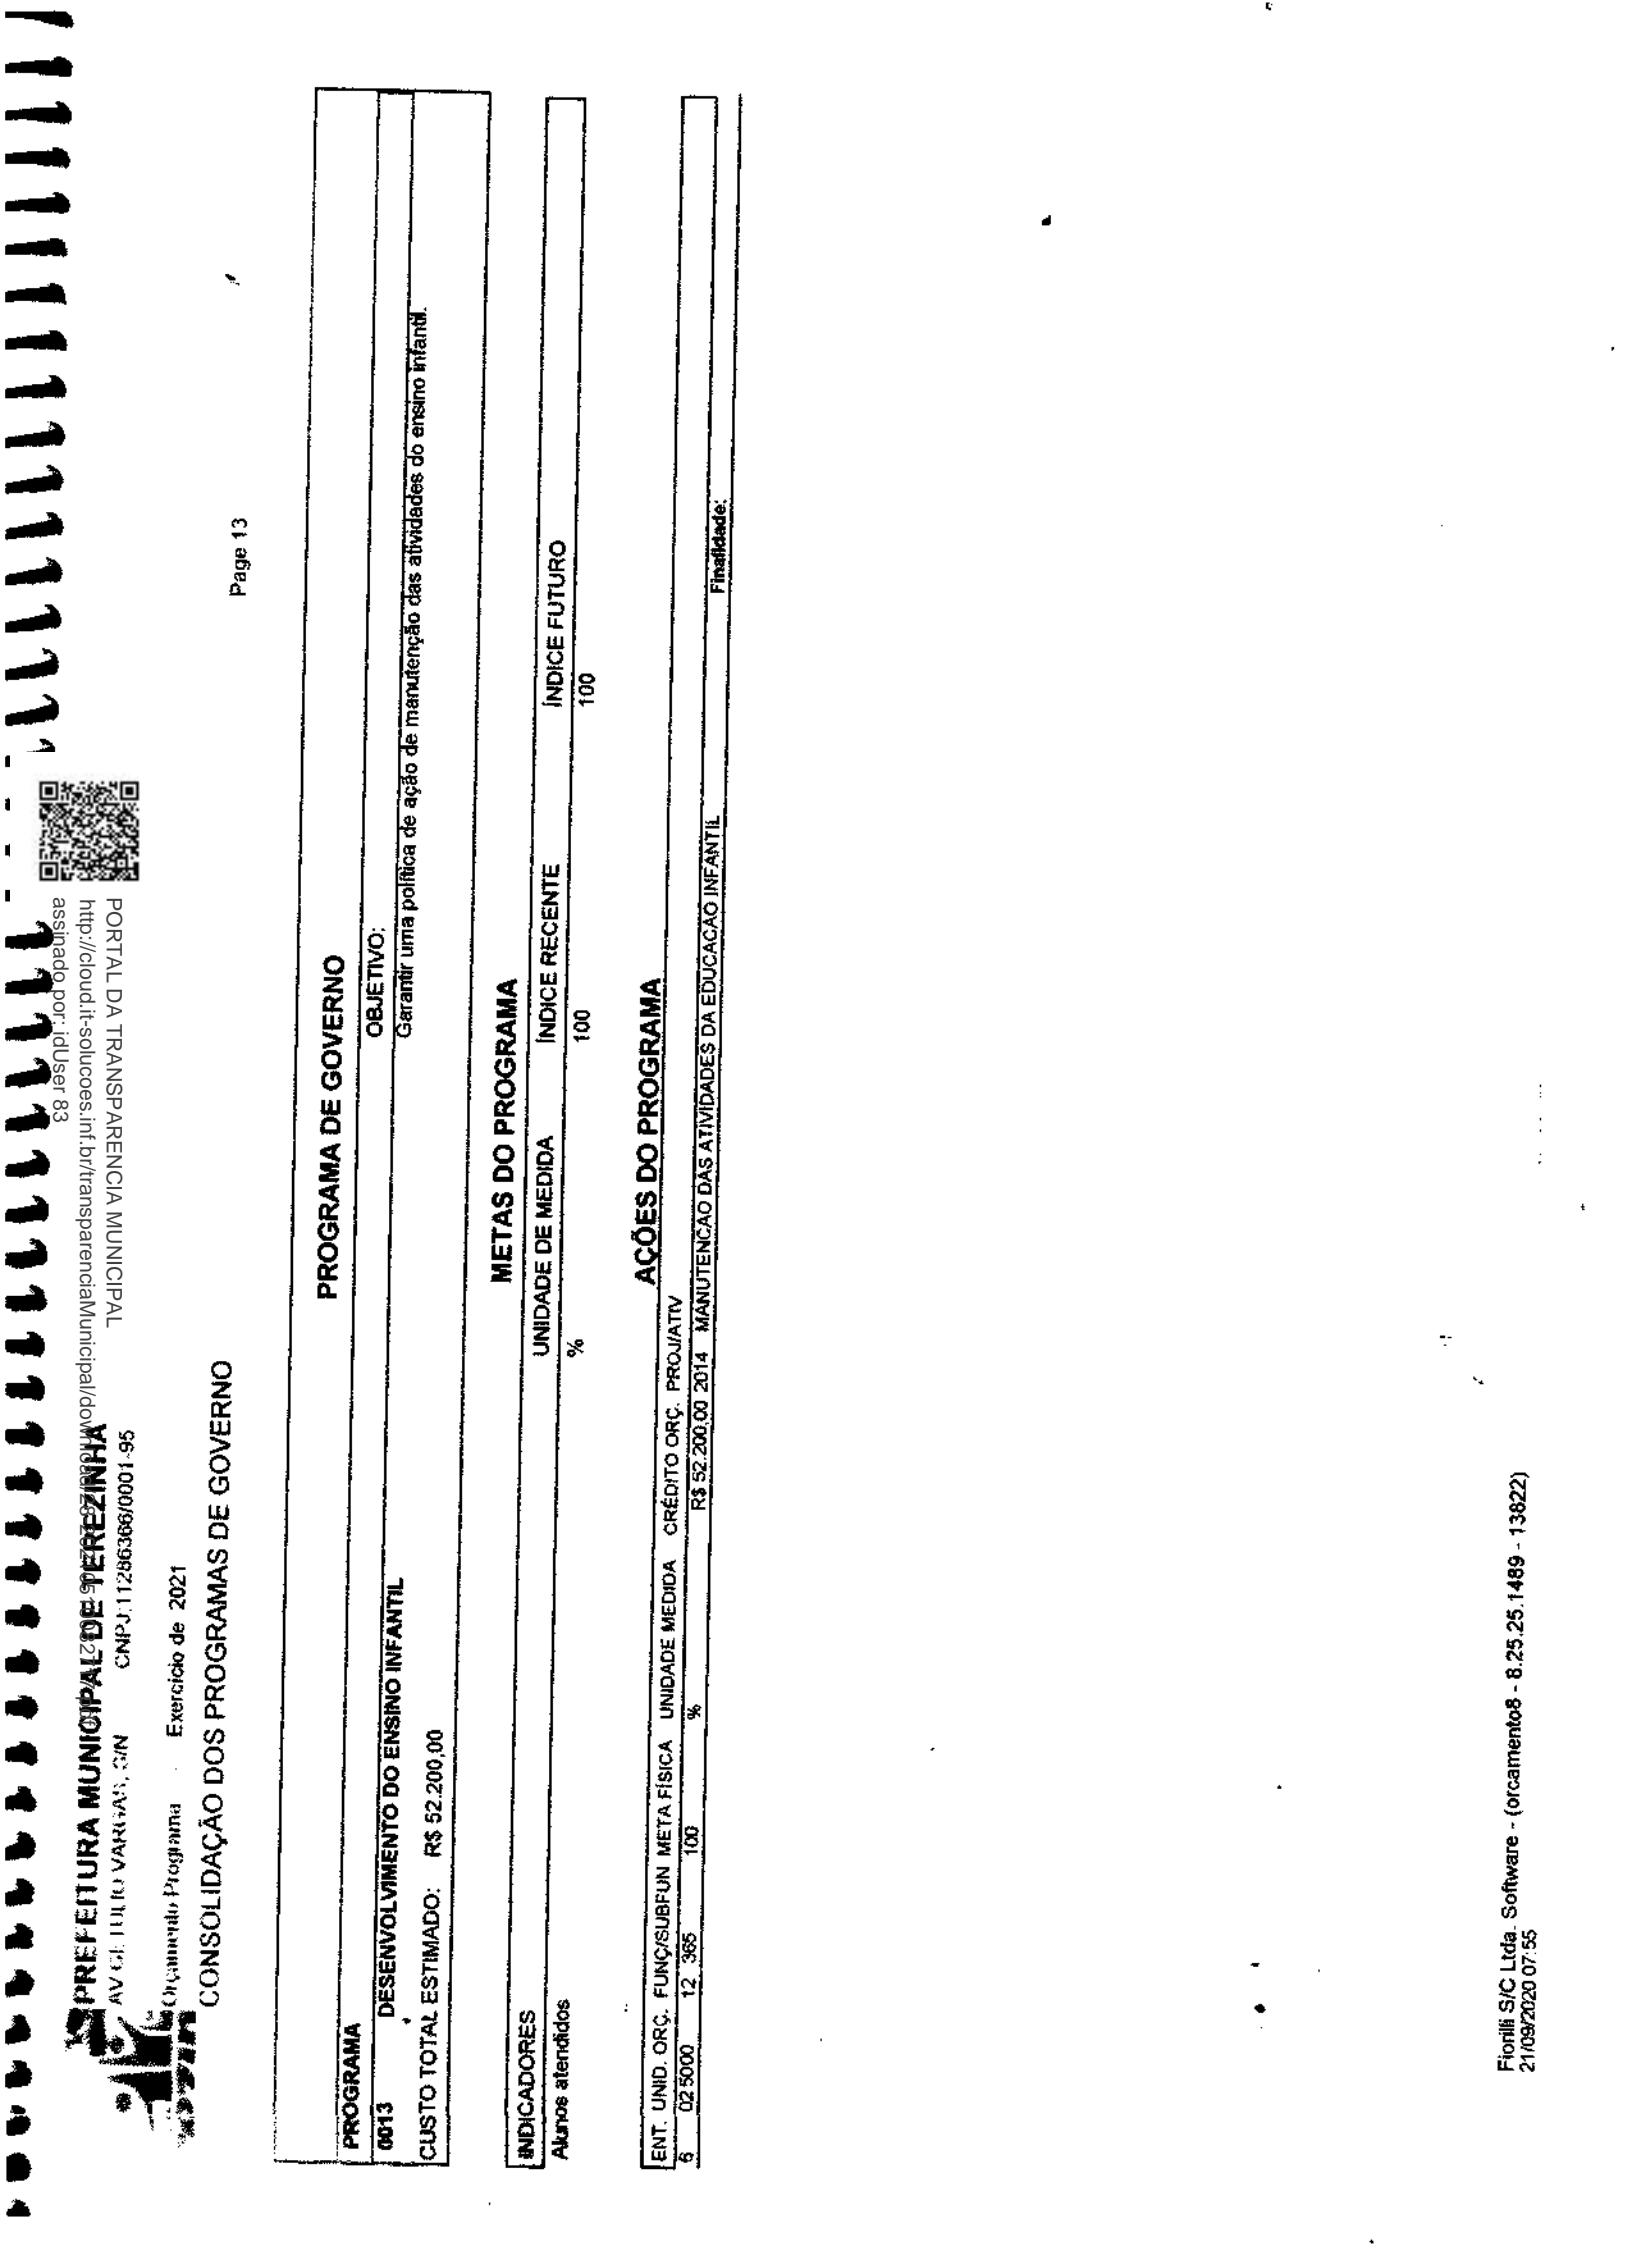 PORTAL DA TRANSPARENCIA MUNICIPAL
http://cloud.it-solucoes.inf.br/transparenciaMunicipal/download/
assinado por: idUser 83
PREFEITURA MUNICIPAL DE TEREZINHA
AV GETULIO VARGAS, S/N CNPJ:11286366/0001-95
Orçamento Programa Exercício de 2021
CONSOLIDAÇÃO DOS PROGRAMAS DE GOVERNO
Page 13
PROGRAMA DE GOVERNO
PROGRAMA OBJETIVO:
0013 DESENVOLVIMENTO DO ENSINO INFANTIL Garantir uma política de ação de manutenção das atividades do ensino infantil.
CUSTO TOTAL ESTIMADO: R$ 52.200,00
METAS DO PROGRAMA
INDICADORES UNIDADE DE MEDIDA ÍNDICE RECENTE ÍNDICE FUTURO
Alunos atendidos % 100 100
AÇÕES DO PROGRAMA
ENT. UNID. ORÇ. FUNÇ/SUBFUN META FÍSICA UNIDADE MEDIDA CRÉDITO ORÇ. PROJ/ATIV
6 02 5000 12 365 100 % R$ 52.200,00 2014 MANUTENCAO DAS ATIVIDADES DA EDUCACAO INFANTIL Finalidade:
Fiorilli S/C Ltda. Software - (orcamento8 - 8.25.25.1489 - 13822)
21/09/2020 07:55